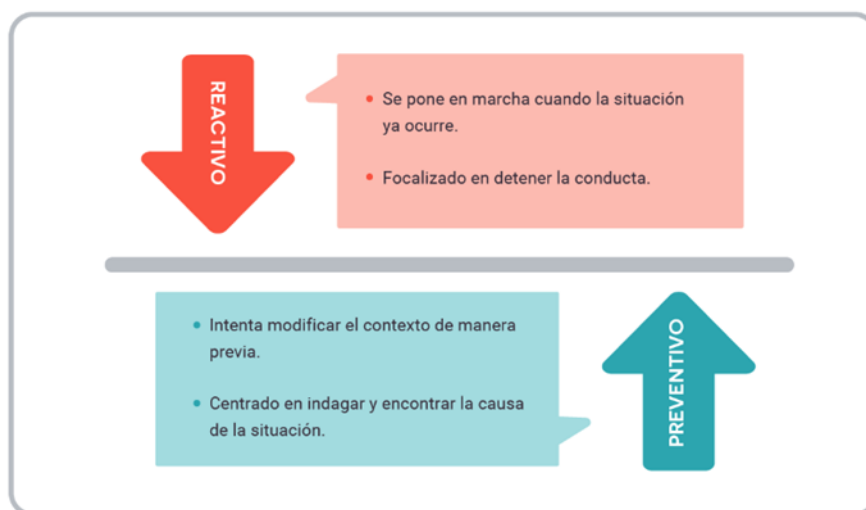 REACTIVO
• Se pone en marcha cuando la situación
ya ocurre.
• Focalizado en detener la conducta.
• Intenta modificar el contexto de manera
previa.
• Centrado en indagar y encontrar la causa
de la situación.
PREVENTIVO